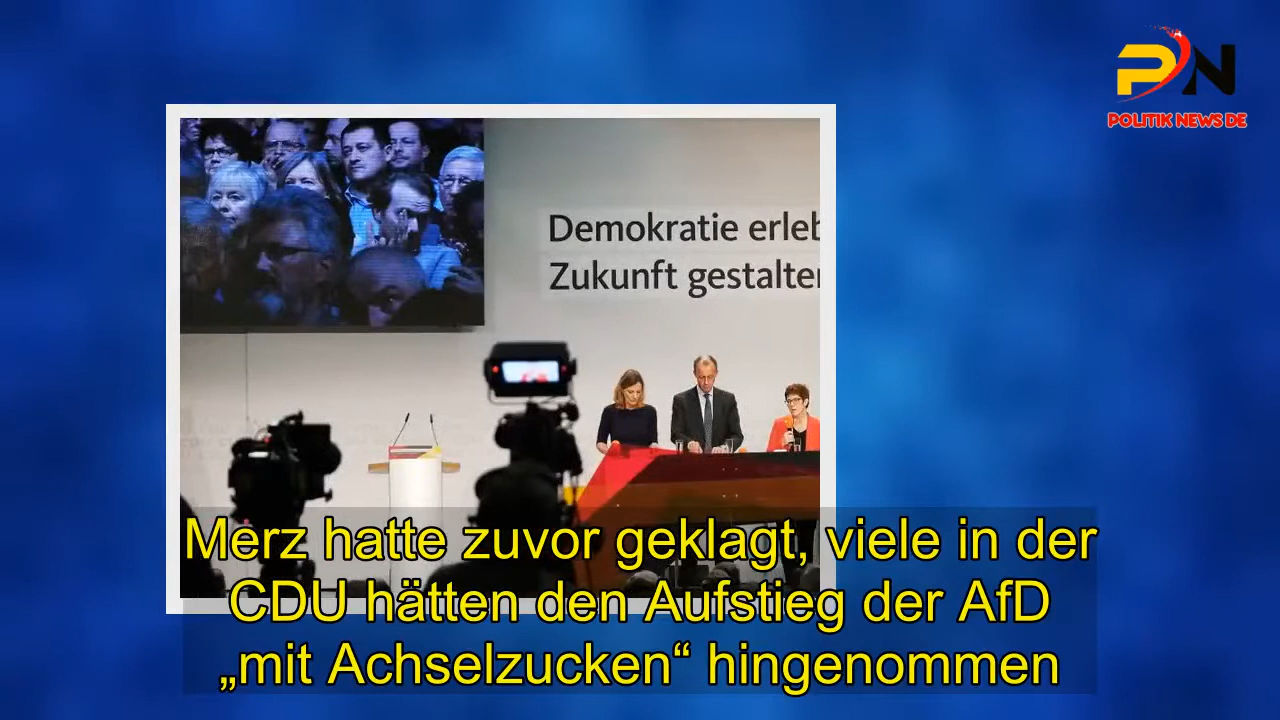 PN
POLITIK NEWS DE
Demokratie erleb
Zukunft gestalten
Merz hatte zuvor geklagt, viele in der
CDU hätten den Aufstieg der AfD
„mit Achselzucken“ hingenommen